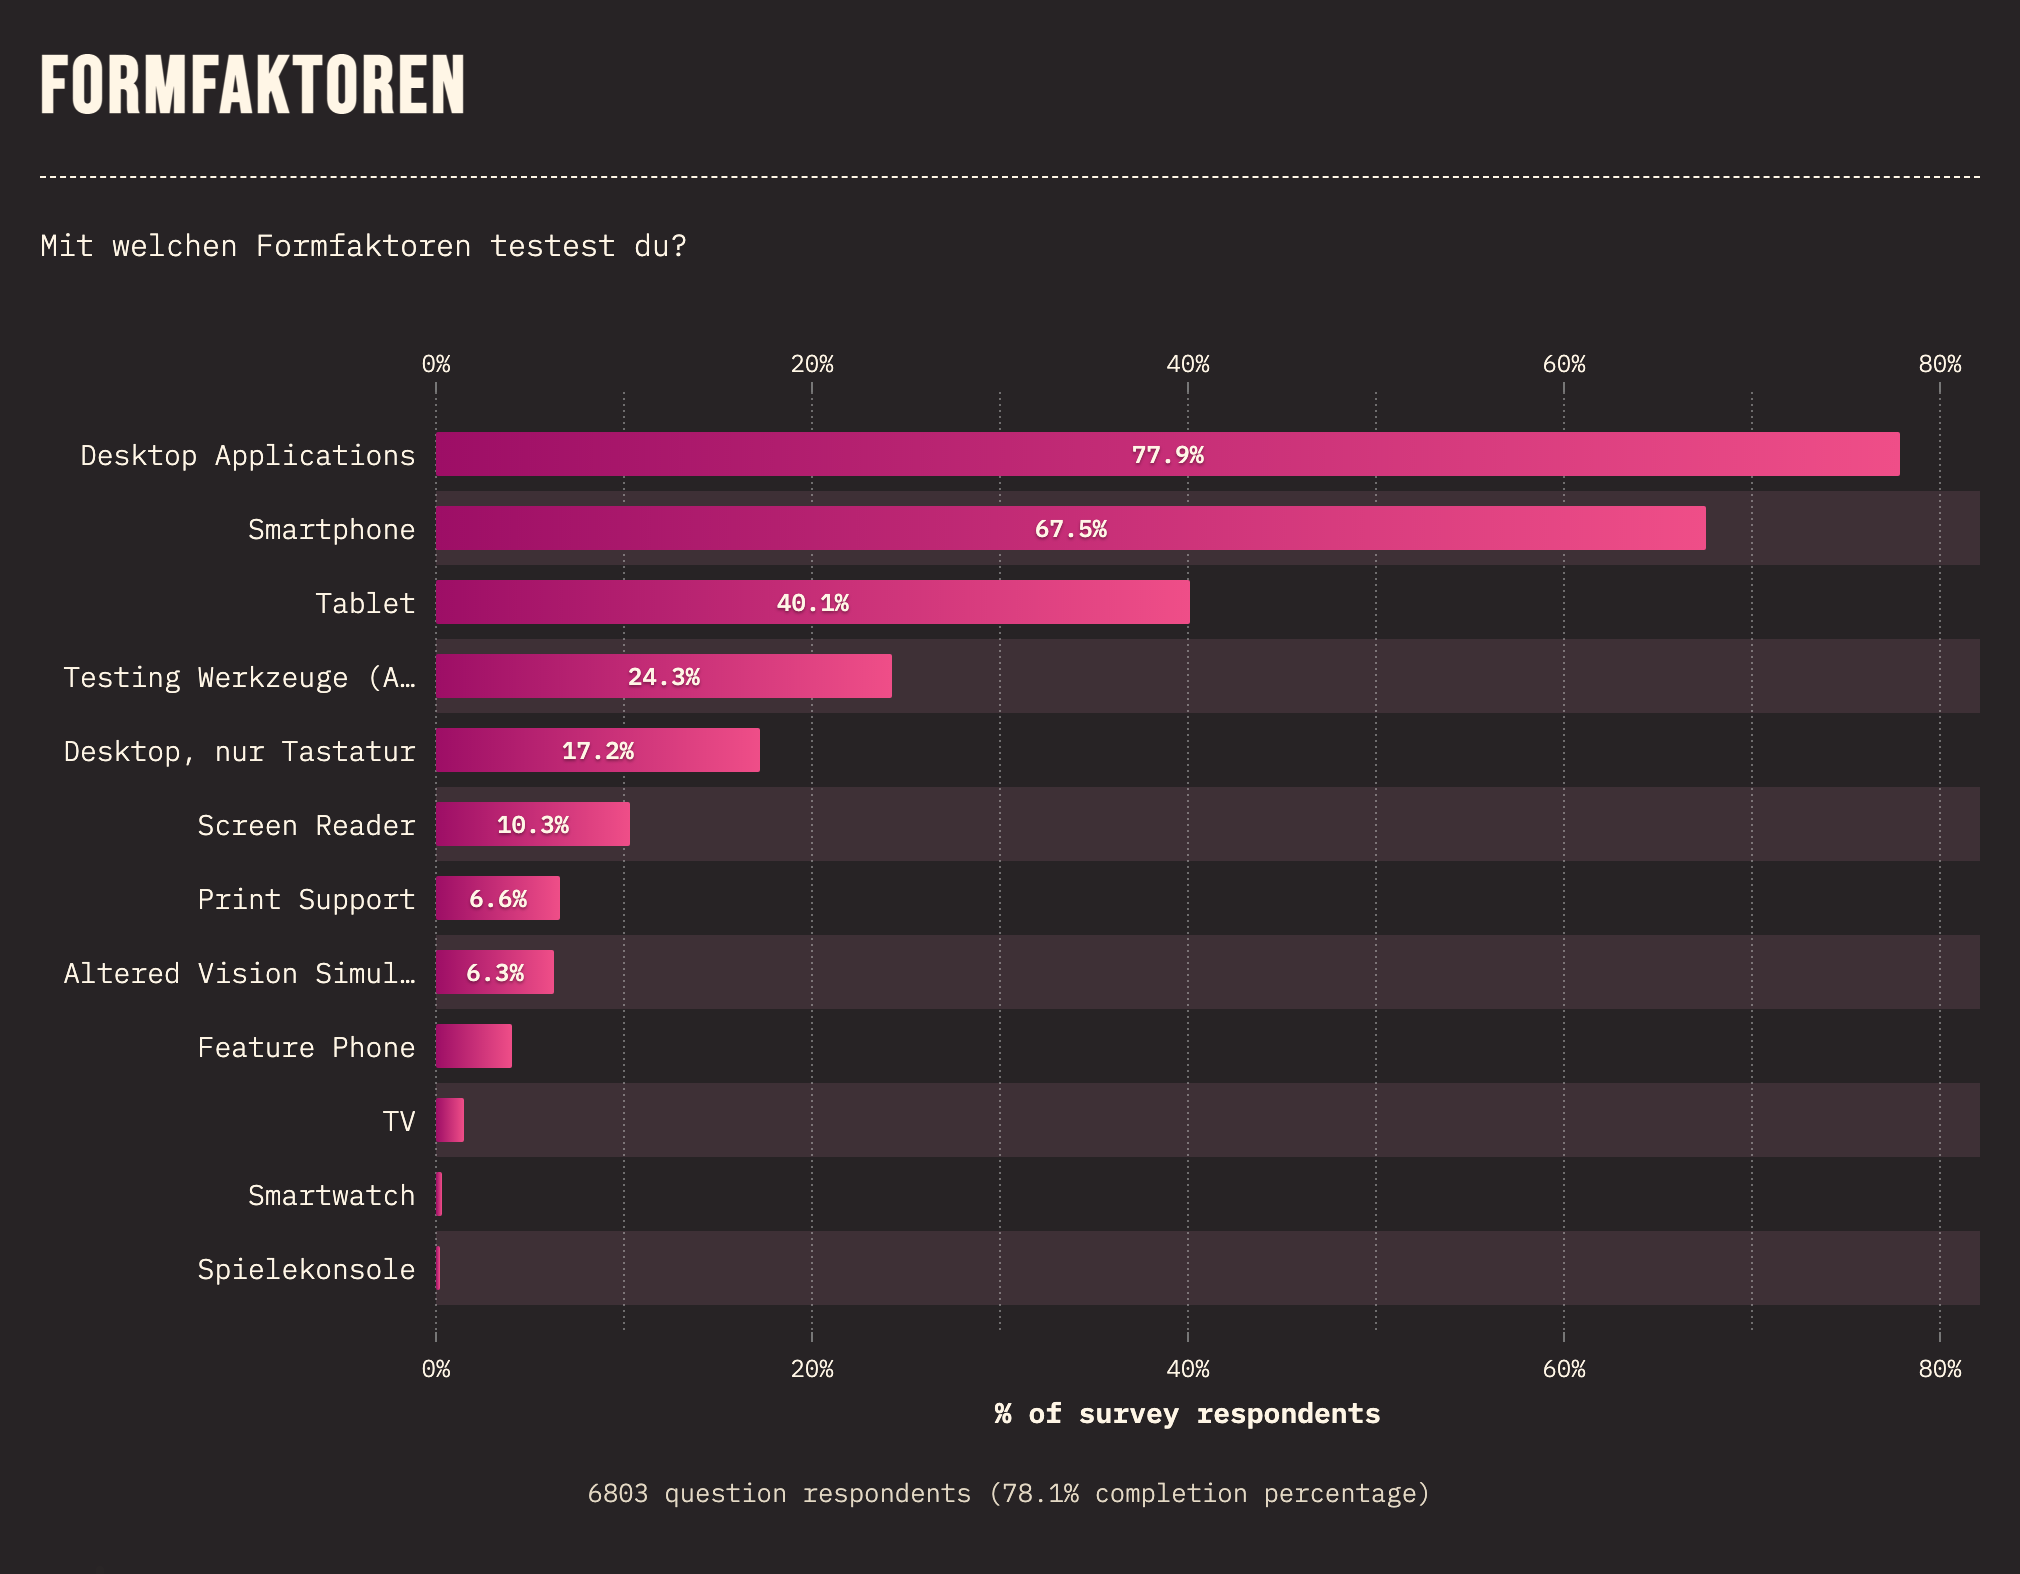 FORMFAKTOREN
Mit welchen Formfaktoren testest du?
0% 20% 40% 60% 80%
Desktop Applications 77.9%
Smartphone 67.5%
Tablet 40.1%
Testing Werkzeuge (A… 24.3%
Desktop, nur Tastatur 17.2%
Screen Reader 10.3%
Print Support 6.6%
Altered Vision Simul… 6.3%
Feature Phone
TV
Smartwatch
Spielekonsole
0% 20% 40% 60% 80%
% of survey respondents
6803 question respondents (78.1% completion percentage)